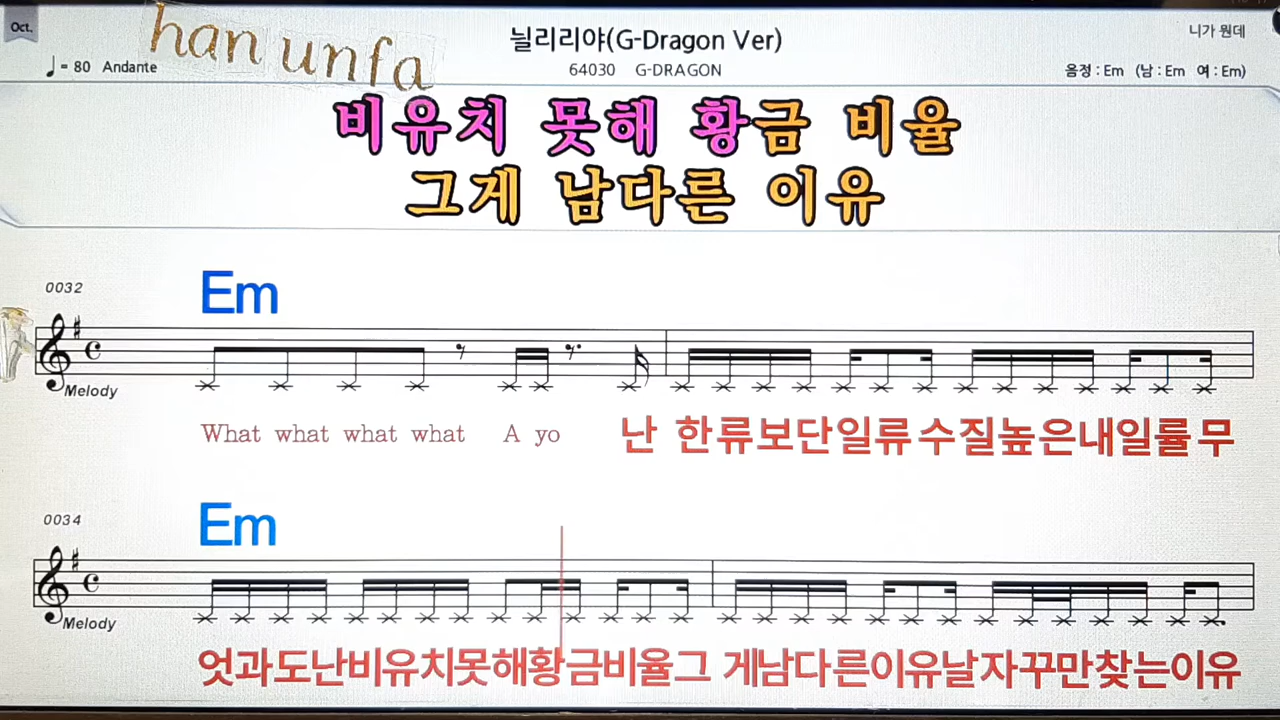 Oct.
han unfa
닐리리야(G-Dragon Ver)
니가 뭔데
♩= 80 Andante
64030 G-DRAGON
음정 : Em (남 : Em 여 : Em)
비유치 못해 황금 비율
그게 남다른 이유
0032
Em
Melody
What what what what A yo 난 한류보단일류수질높은내일률무
0034
Em
Melody
엇과도난비유치못해황금비율그 게남다른이유날자꾸만찾는이유